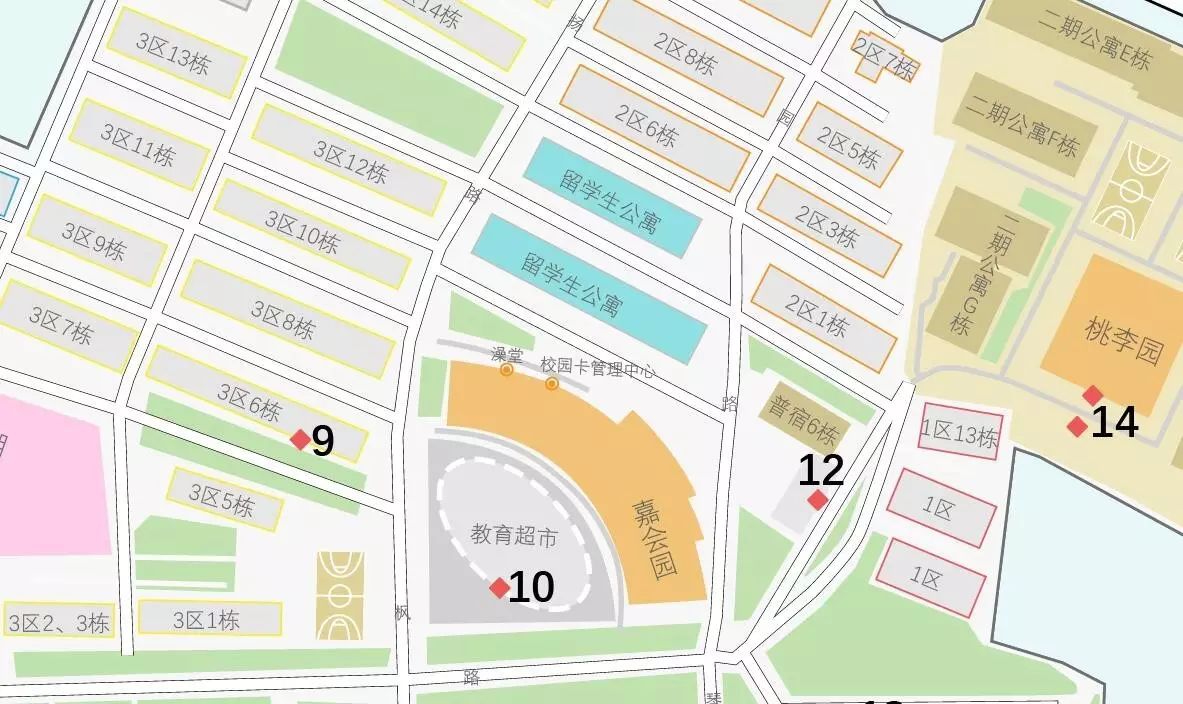 14栋
杨
二期公寓E栋
3区13栋
2区8栋
2区7栋
二期公寓F栋
3区11栋
3区12栋
2区6栋
园
2区5栋
路
留学生公寓
3区9栋
3区10栋
2区3栋
二期公寓G栋
留学生公寓
3区7栋
3区8栋
2区1栋
桃李园
澡堂
校园卡管理中心
3区6栋
路
普宿6栋
9
14
1区13栋
12
3区5栋
1区
教育超市
嘉会园
10
1区
3区2、3栋
3区1栋
枫
路
琴